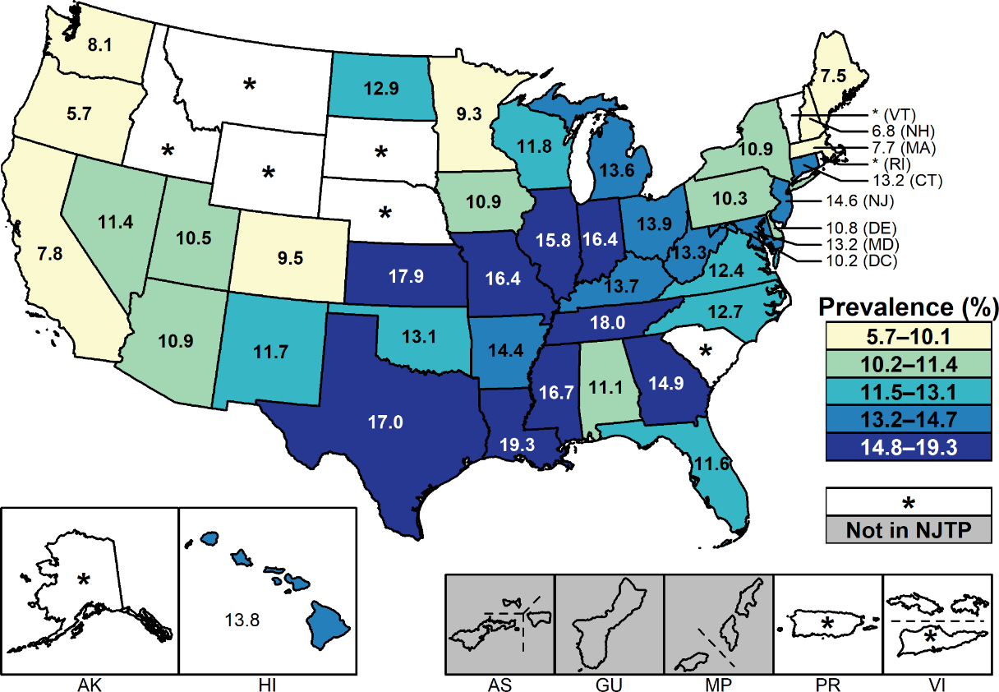 8.1
7.5
*
12.9
9.3
5.7
* (VT)
6.8 (NH)
11.8
10.9
7.7 (MA)
*
*
* (RI)
*
13.6
13.2 (CT)
10.9
10.3
14.6 (NJ)
*
11.4
13.9
10.5
15.8
16.4
10.8 (DE)
13.2 (MD)
7.8
9.5
13.3
10.2 (DC)
17.9
16.4
12.4
13.7
Prevalence (%)
12.7
18.0
10.9
13.1
5.7–10.1
11.7
14.4
*
10.2–11.4
16.7
11.1
14.9
11.5–13.1
17.0
13.2–14.7
19.3
14.8–19.3
11.6
*
Not in NJTP
*
13.8
*
*
AK
HI
AS
GU
MP
PR
VI